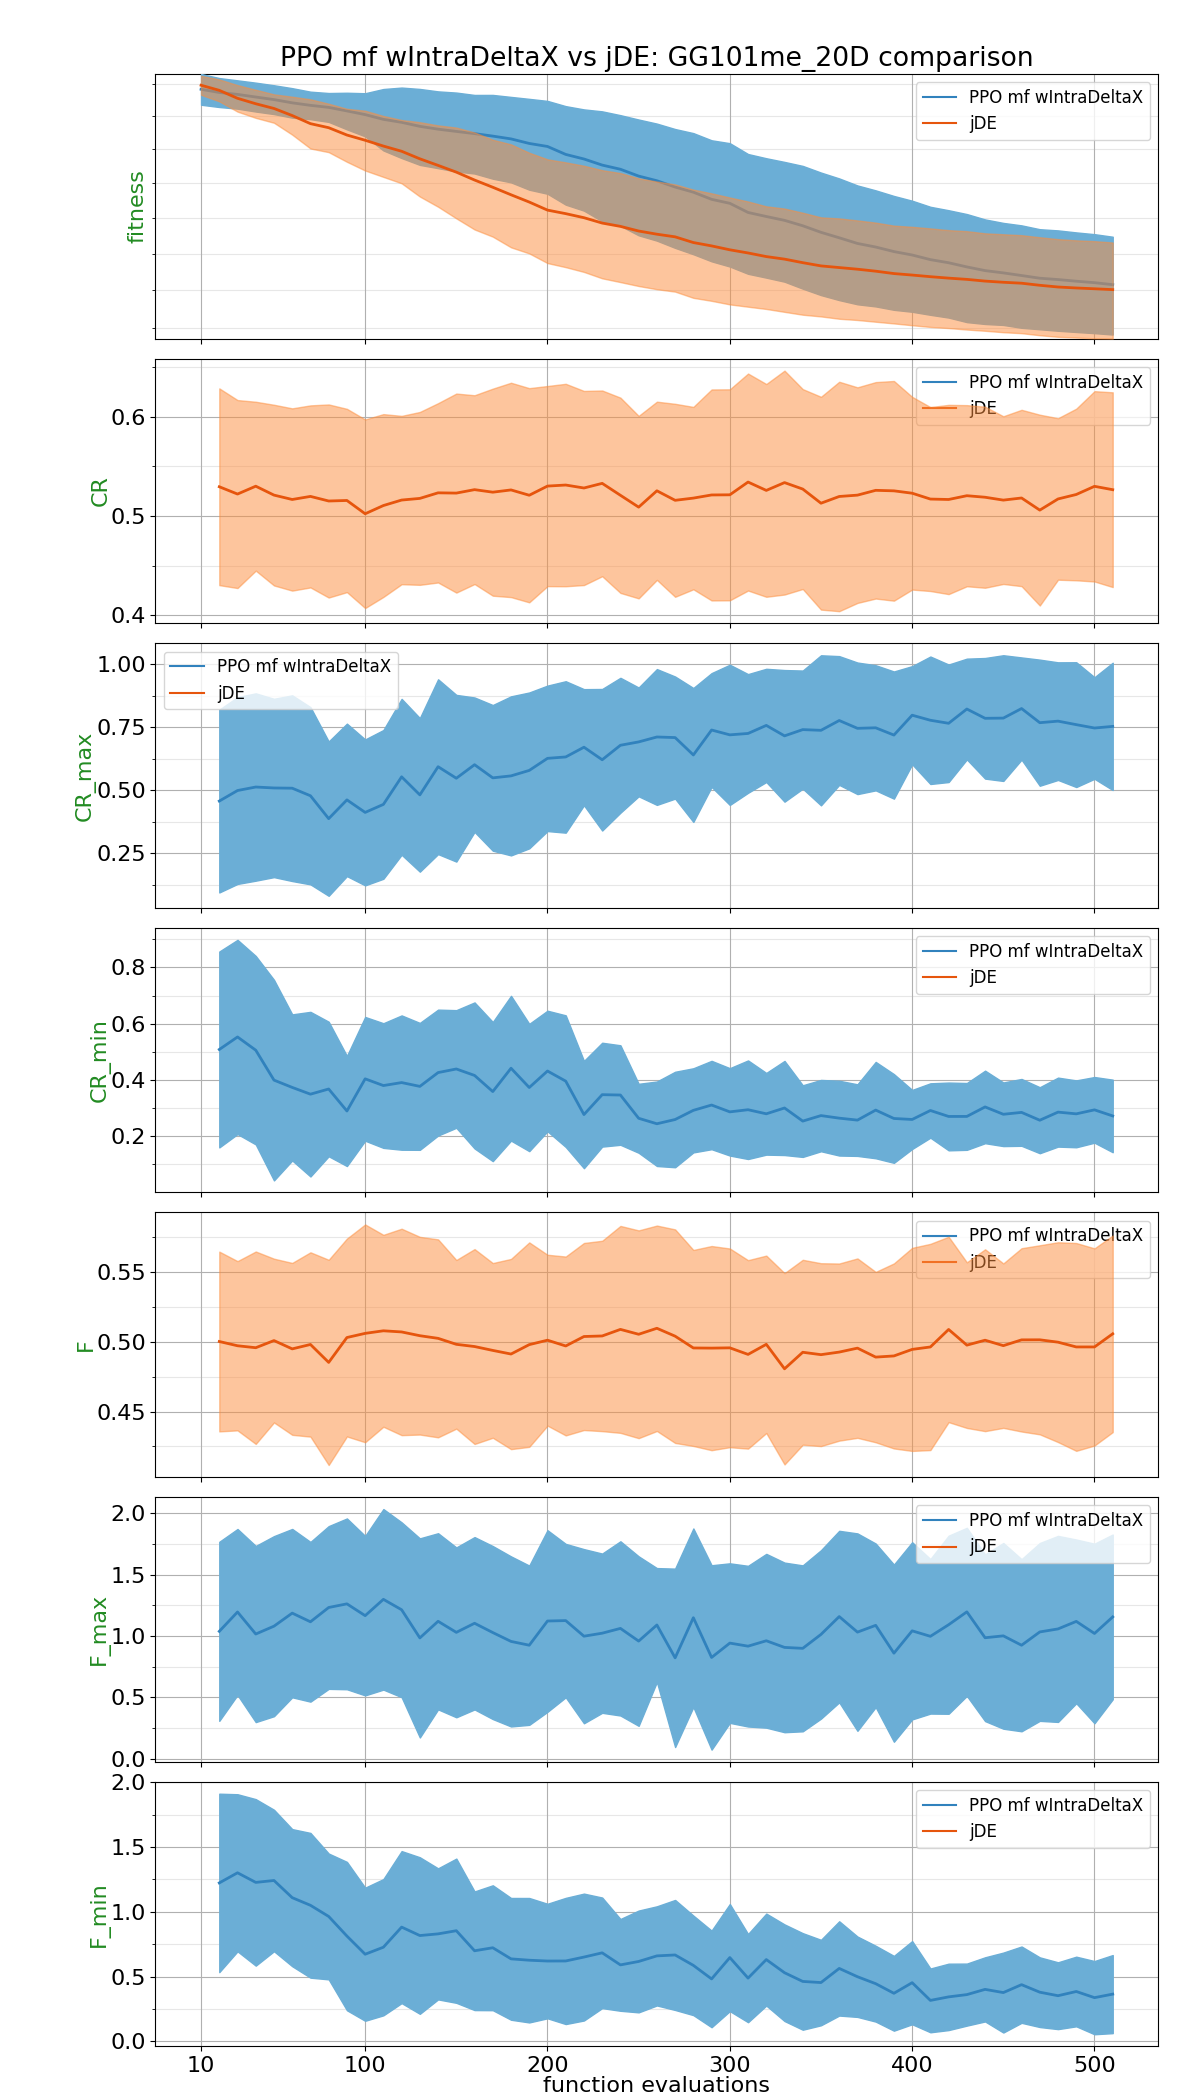 PPO mf wIntraDeltaX vs jDE: GG101me_20D comparison
fitness
PPO mf wIntraDeltaX
jDE
CR
0.6
0.5
0.4
PPO mf wIntraDeltaX
jDE
CR_max
1.00
0.75
0.50
0.25
PPO mf wIntraDeltaX
jDE
CR_min
0.8
0.6
0.4
0.2
PPO mf wIntraDeltaX
jDE
F
0.55
0.50
0.45
PPO mf wIntraDeltaX
jDE
F_max
2.0
1.5
1.0
0.5
0.0
PPO mf wIntraDeltaX
jDE
F_min
2.0
1.5
1.0
0.5
0.0
PPO mf wIntraDeltaX
jDE
10 100 200 300 400 500
function evaluations